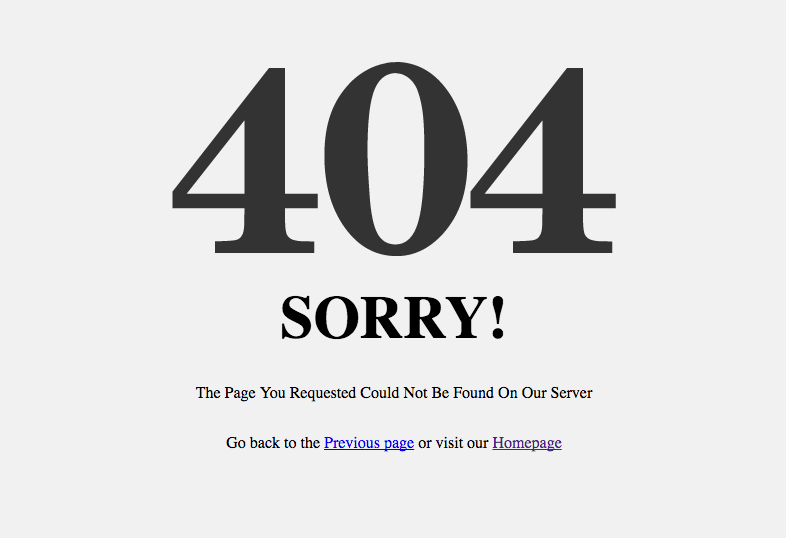 404
SORRY!
The Page You Requested Could Not Be Found On Our Server
Go back to the Previous page or visit our Homepage